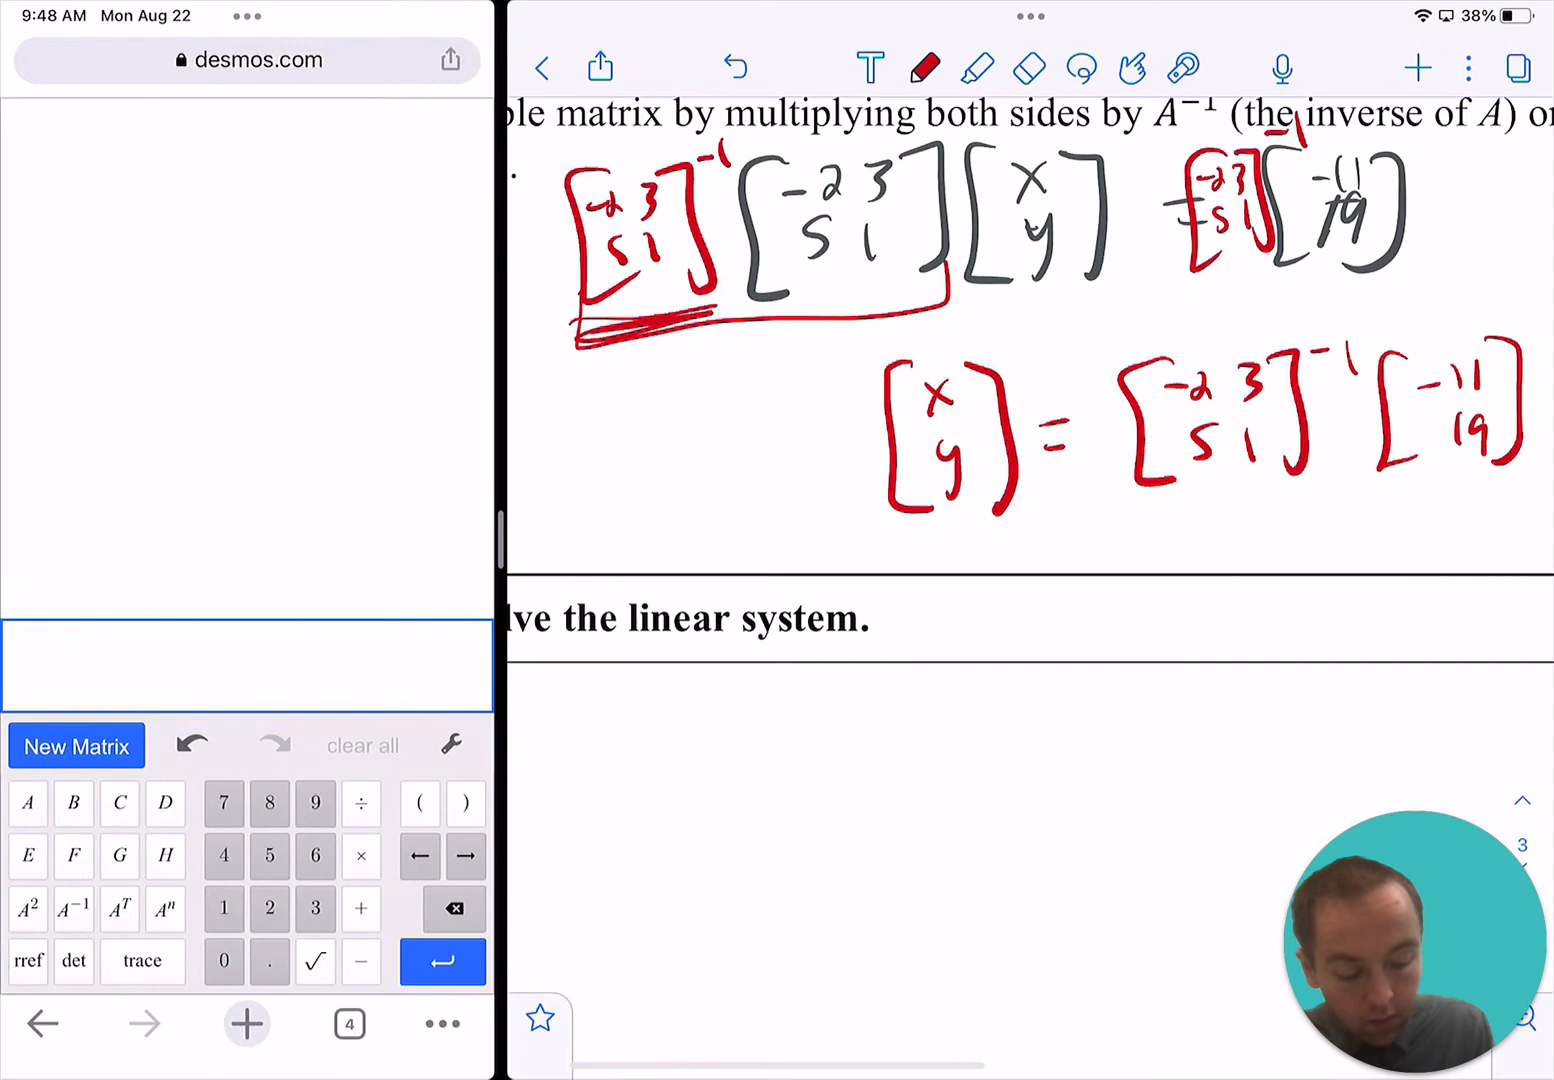 9:48 AM Mon Aug 22
38%
desmos.com
ple matrix by multiplying both sides by A⁻¹ (the inverse of A) or
[-2 3
5 1]⁻¹ [-2 3
5 1] [x
y] = [-2 3
5 1]⁻¹ [-11
19]
[x
y] = [-2 3
5 1]⁻¹ [-11
19]
lve the linear system.
New Matrix clear all
A B C D 7 8 9 ÷ ( )
E F G H 4 5 6 × ← →
A² A⁻¹ Aᵀ Aⁿ 1 2 3 +
rref det trace 0 . √ −
3
4